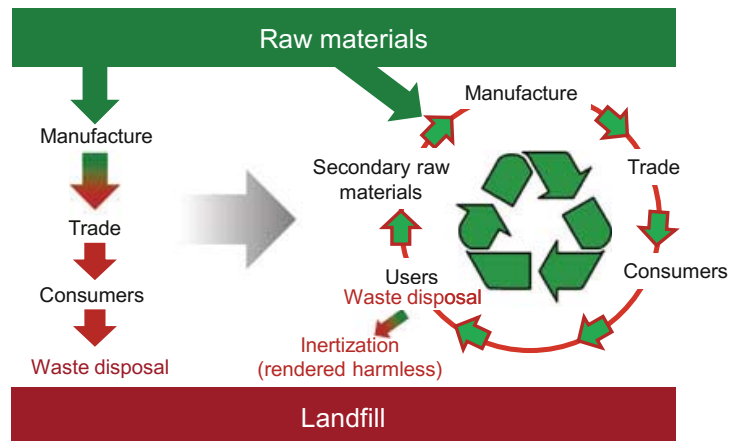 Raw materials
Manufacture
Trade
Consumers
Waste disposal
Manufacture
Trade
Consumers
Secondary raw
materials
Users
Waste disposal
Inertization
(rendered harmless)
Landfill